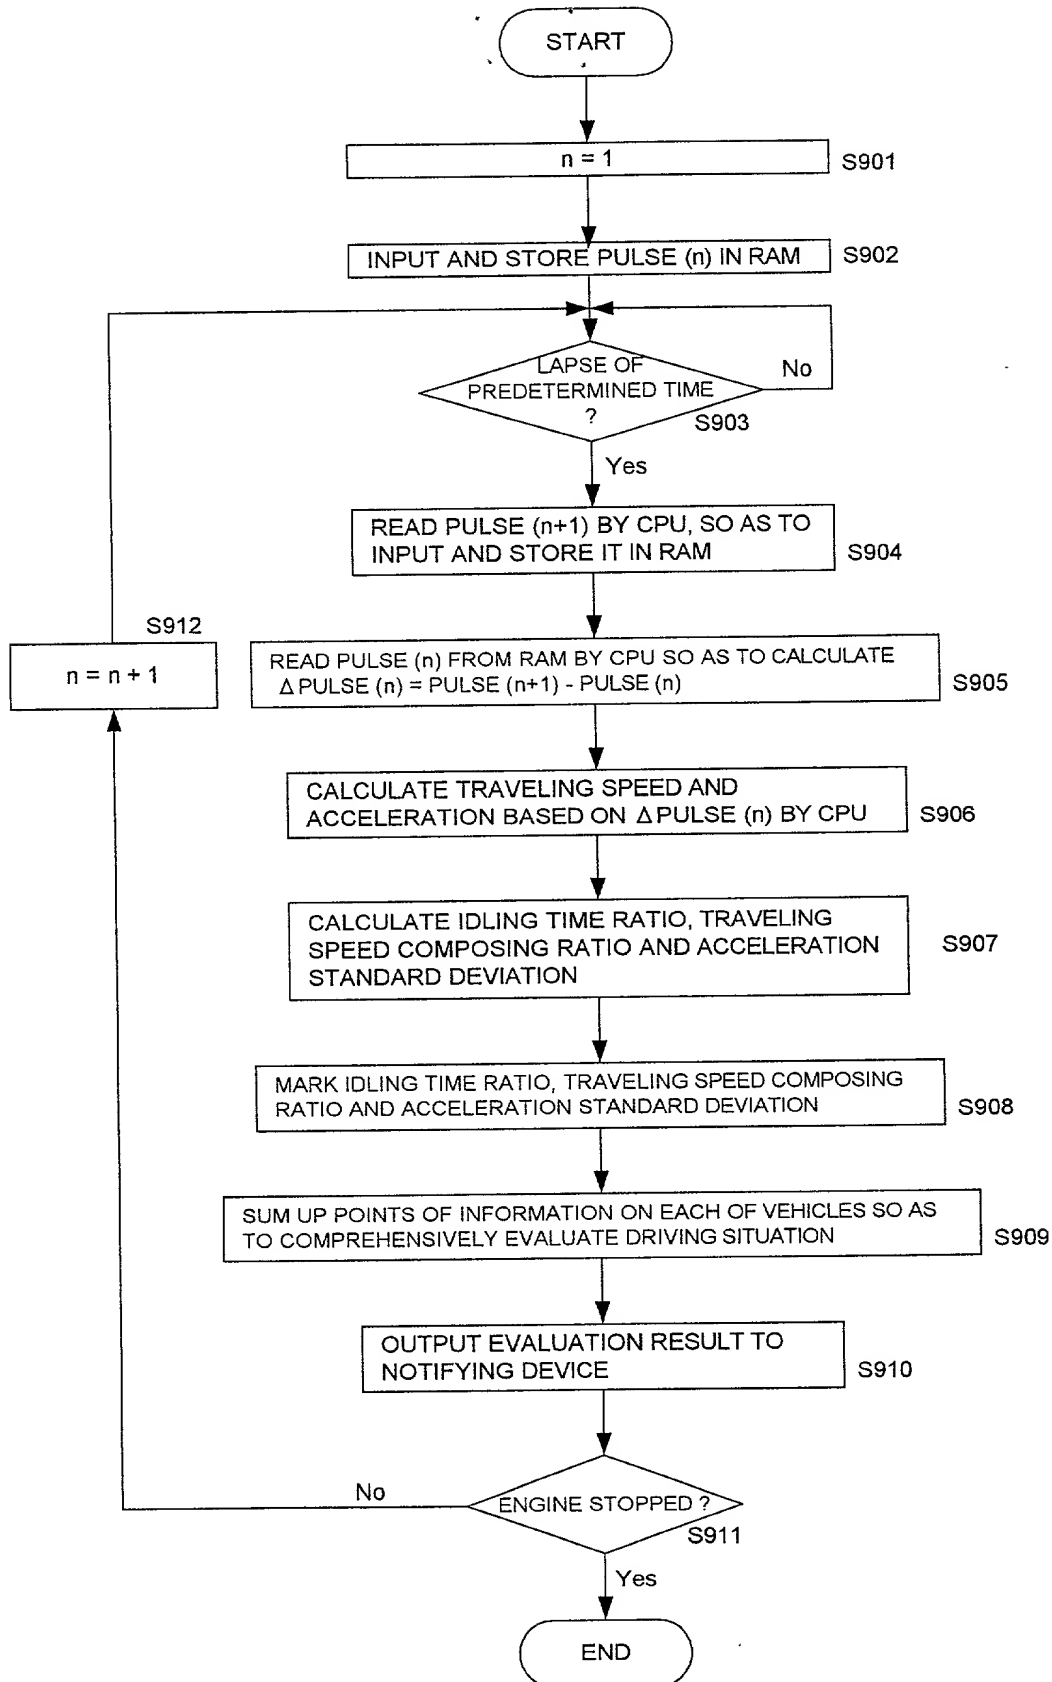 START
n = 1
S901
INPUT AND STORE PULSE (n) IN RAM
S902
LAPSE OF
PREDETERMINED TIME
?
No
S903
Yes
READ PULSE (n+1) BY CPU, SO AS TO
INPUT AND STORE IT IN RAM
S904
S912
n = n + 1
READ PULSE (n) FROM RAM BY CPU SO AS TO CALCULATE
Δ PULSE (n) = PULSE (n+1) - PULSE (n)
S905
CALCULATE TRAVELING SPEED AND
ACCELERATION BASED ON Δ PULSE (n) BY CPU
S906
CALCULATE IDLING TIME RATIO, TRAVELING
SPEED COMPOSING RATIO AND ACCELERATION
STANDARD DEVIATION
S907
MARK IDLING TIME RATIO, TRAVELING SPEED COMPOSING
RATIO AND ACCELERATION STANDARD DEVIATION
S908
SUM UP POINTS OF INFORMATION ON EACH OF VEHICLES SO AS
TO COMPREHENSIVELY EVALUATE DRIVING SITUATION
S909
OUTPUT EVALUATION RESULT TO
NOTIFYING DEVICE
S910
No
ENGINE STOPPED ?
S911
Yes
END